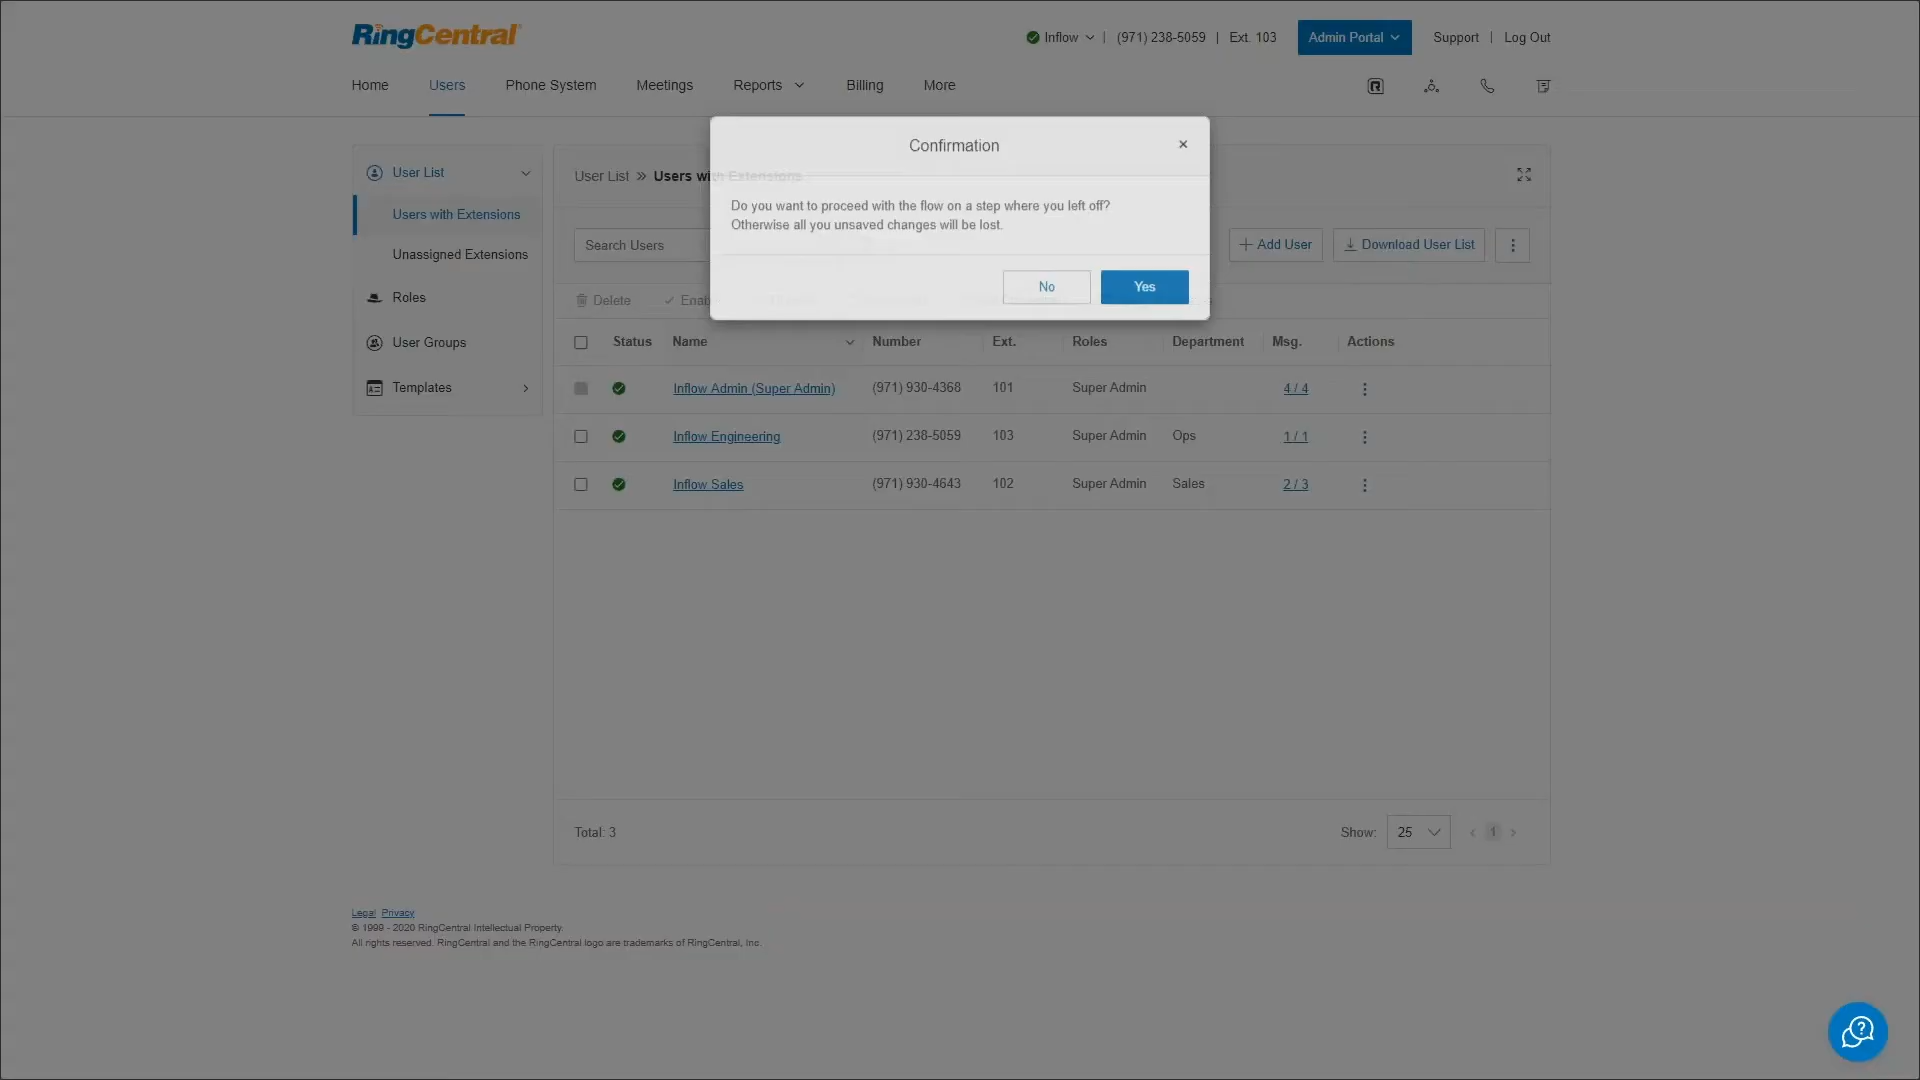 RingCentral
Inflow | (971) 238-5059 | Ext. 103 Admin Portal Support | Log Out
Home Users Phone System Meetings Reports Billing More
Confirmation ×
User List User List » Users with Extensions
Do you want to proceed with the flow on a step where you left off?
Otherwise all you unsaved changes will be lost.
Users with Extensions
Search Users + Add User Download User List
Unassigned Extensions
No Yes
Roles Delete
User Groups Status Name Number Ext. Roles Department Msg. Actions
Templates Inflow Admin (Super Admin) (971) 930-4368 101 Super Admin 4 / 4
Inflow Engineering (971) 238-5059 103 Super Admin Ops 1 / 1
Inflow Sales (971) 930-4643 102 Super Admin Sales 2 / 3
Total: 3 Show: 25 < 1 >
Legal Privacy
© 1999 - 2020 RingCentral Intellectual Property.
All rights reserved. RingCentral and the RingCentral logo are trademarks of RingCentral, Inc.